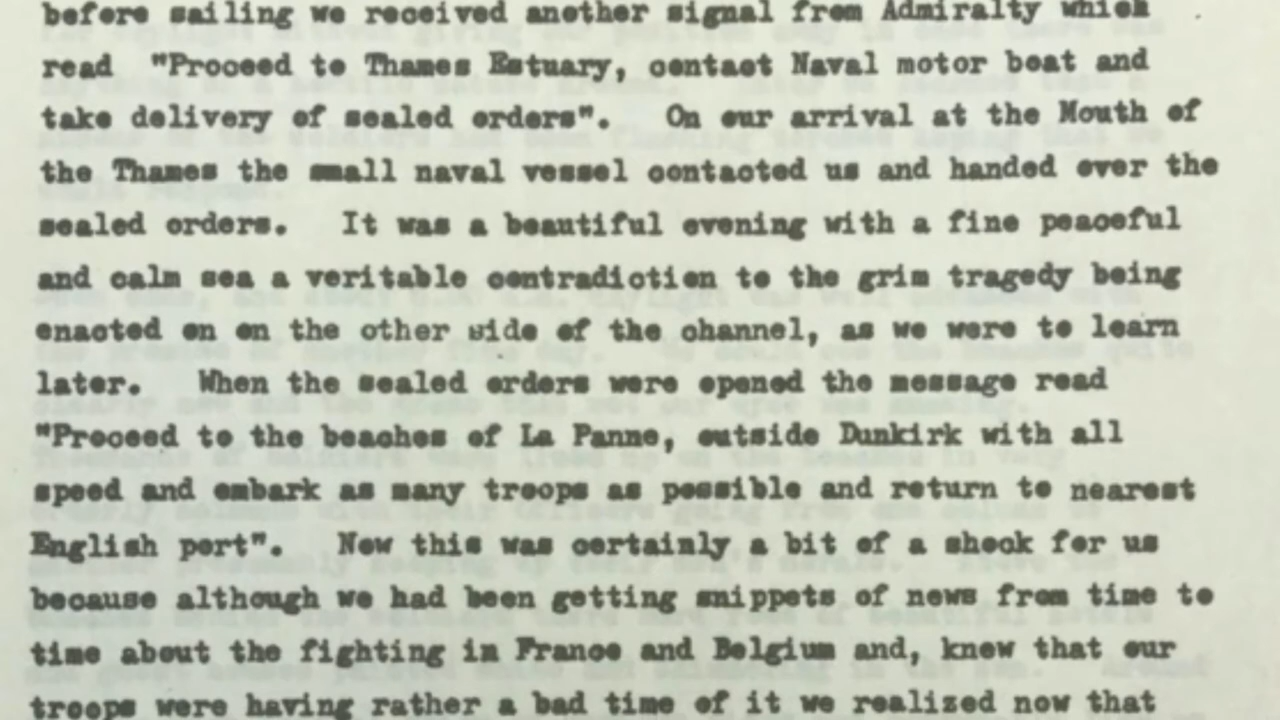 before sailing we received another signal from Admiralty which
read "Proceed to Thames Estuary, contact Naval motor boat and
take delivery of sealed orders". On our arrival at the Mouth of
the Thames the small naval vessel contacted us and handed over the
sealed orders. It was a beautiful evening with a fine peaceful
and calm sea a veritable contradiction to the grim tragedy being
enacted on on the other side of the channel, as we were to learn
later. When the sealed orders were opened the message read
"Proceed to the beaches of La Panne, outside Dunkirk with all
speed and embark as many troops as possible and return to nearest
English port". Now this was certainly a bit of a shock for us
because although we had been getting snippets of news from time to
time about the fighting in France and Belgium and, knew that our
troops were having rather a bad time of it we realized now that